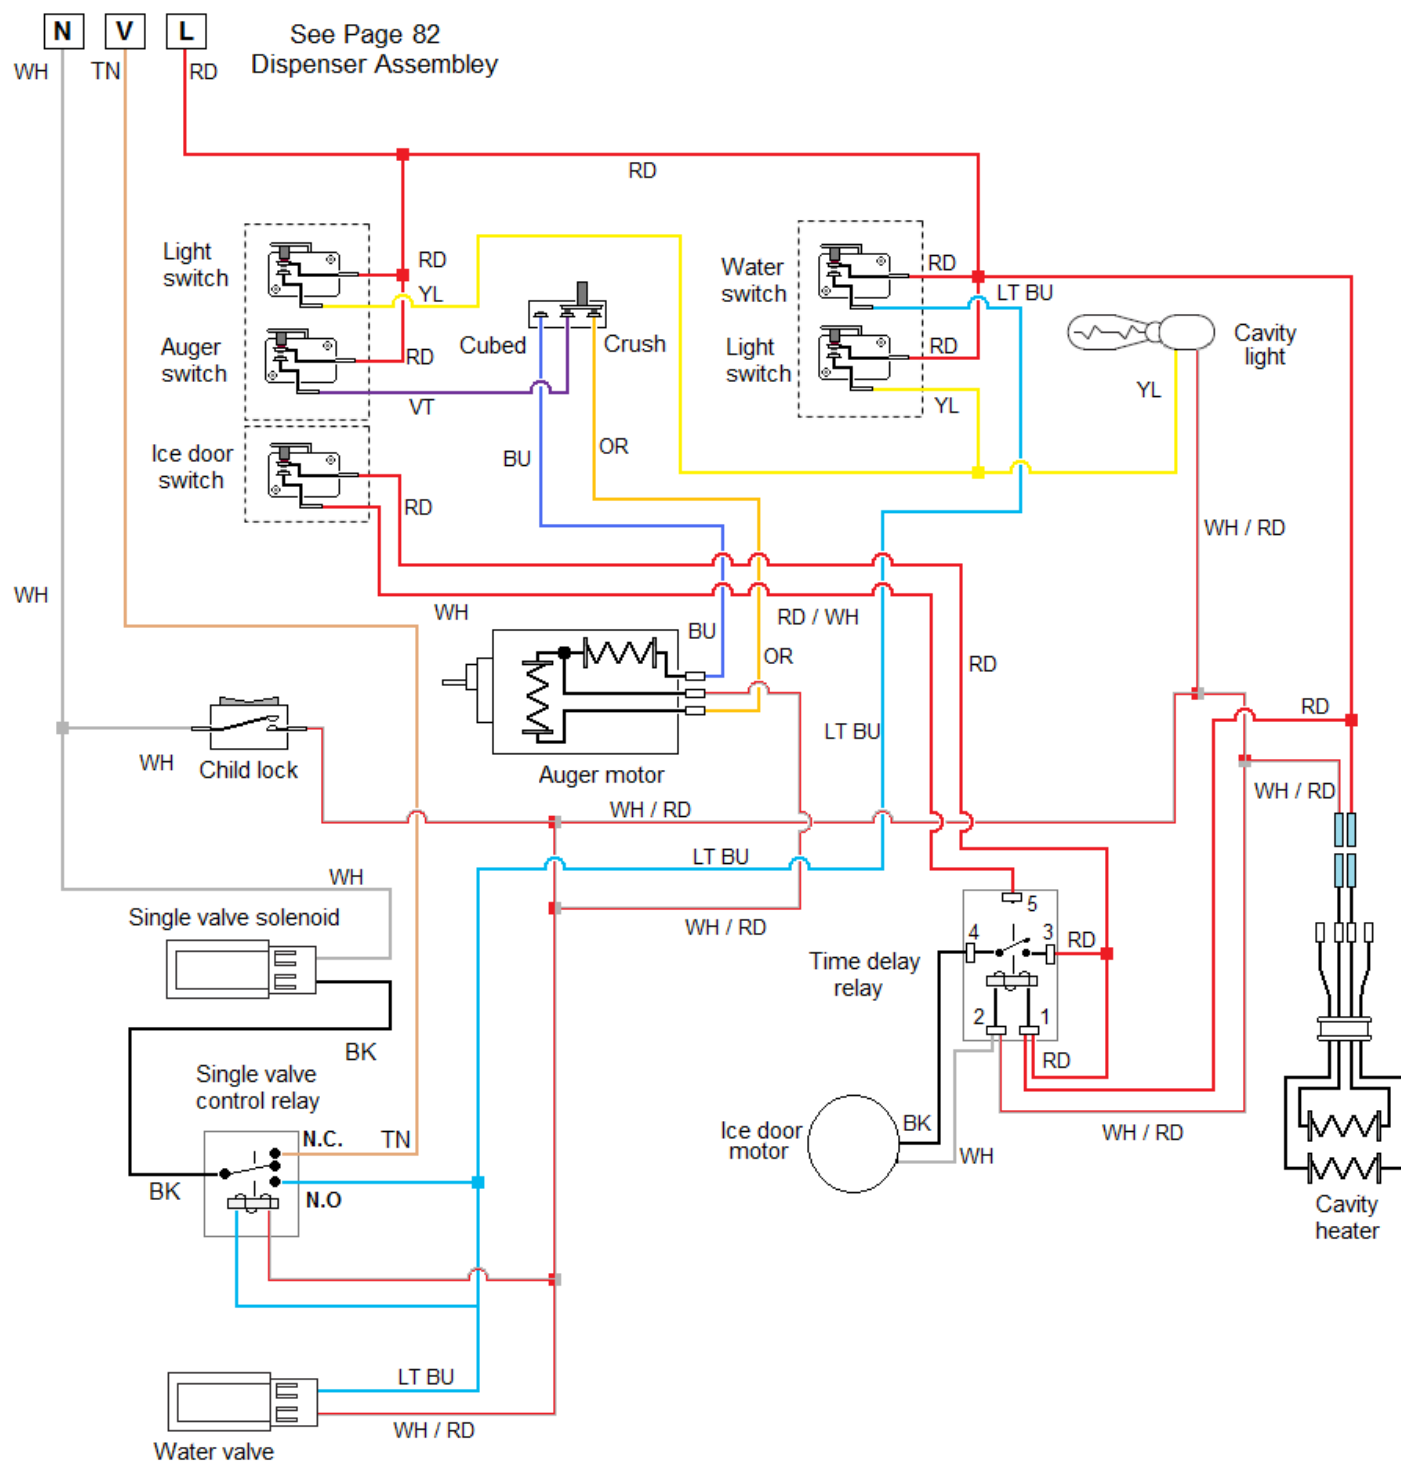 N V L
See Page 82
Dispenser Assembley
WH
TN
RD
RD
Light
switch
RD
YL
Water
switch
RD
LT BU
Cubed
Crush
Cavity
light
Auger
switch
RD
Light
switch
RD
YL
YL
VT
Ice door
switch
BU
OR
RD
WH / RD
WH
WH
RD / WH
BU
OR
RD
RD
LT BU
WH
Child lock
Auger motor
WH / RD
WH / RD
LT BU
WH
Single valve solenoid
WH / RD
5
4
3
RD
Time delay
relay
2
1
BK
RD
Single valve
control relay
N.C.
TN
BK
Ice door
motor
WH
WH / RD
BK
N.O
Cavity
heater
LT BU
WH / RD
Water valve